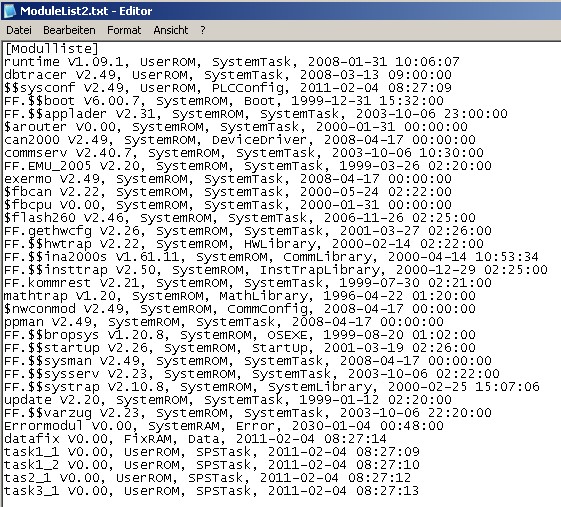 ModuleList2.txt - Editor
Datei Bearbeiten Format Ansicht ?
[Modulliste]
runtime V1.09.1, UserROM, SystemTask, 2008-01-31 10:06:07
dbtracer V2.49, UserROM, SystemTask, 2008-03-13 09:00:00
$$sysconf V2.49, UserROM, PLCConfig, 2011-02-04 08:27:09
FF.$$boot V6.00.7, SystemROM, Boot, 1999-12-31 15:32:00
FF.$$applader V2.31, SystemROM, SystemTask, 2003-10-06 23:00:00
$arouter V0.00, SystemROM, SystemTask, 2000-01-31 00:00:00
can2000 V2.49, SystemROM, DeviceDriver, 2008-04-17 00:00:00
commserv V2.40.7, SystemROM, SystemTask, 2003-10-06 10:30:00
FF.EMU_2005 V2.20, SystemROM, SystemTask, 1999-03-26 02:20:00
exermo V2.49, SystemROM, SystemTask, 2008-04-17 00:00:00
$fbcan V2.22, SystemROM, SystemTask, 2000-05-24 02:22:00
$fbcpu V0.00, SystemROM, SystemTask, 2000-01-31 00:00:00
$flash260 V2.46, SystemROM, SystemTask, 2006-11-26 02:25:00
FF.gethwcfg V2.26, SystemROM, SystemTask, 2001-03-27 02:26:00
FF.$$hwtrap V2.22, SystemROM, HWLibrary, 2000-02-14 02:22:00
FF.$$ina2000s V1.61.11, SystemROM, CommLibrary, 2000-04-14 10:53:34
FF.$$insttrap V2.50, SystemROM, InstTrapLibrary, 2000-12-29 02:25:00
FF.kommrest V2.21, SystemROM, SystemTask, 1999-07-30 02:21:00
mathtrap V1.20, SystemROM, MathLibrary, 1996-04-22 01:20:00
$nwconmod V2.49, SystemROM, CommConfig, 2008-04-17 00:00:00
ppman V2.49, SystemROM, SystemTask, 2008-04-17 00:00:00
FF.$$bropsys V1.20.8, SystemROM, OSEXE, 1999-08-20 01:02:00
FF.$$startup V2.26, SystemROM, StartUp, 2001-03-19 02:26:00
FF.$$sysman V2.49, SystemROM, SystemTask, 2008-04-17 00:00:00
FF.$$sysserv V2.23, SystemROM, SystemTask, 2003-10-06 02:22:00
FF.$$systrap V2.10.8, SystemROM, SystemLibrary, 2000-02-25 15:07:06
update V2.20, SystemROM, SystemTask, 1999-01-12 02:20:00
FF.$$varzug V2.23, SystemROM, SystemTask, 2003-10-06 22:20:00
Errormodul V0.00, SystemRAM, Error, 2030-01-04 00:48:00
datafix V0.00, FixRAM, Data, 2011-02-04 08:27:14
task1_1 V0.00, UserROM, SPSTask, 2011-02-04 08:27:09
task1_2 V0.00, UserROM, SPSTask, 2011-02-04 08:27:10
tas2_1 V0.00, UserROM, SPSTask, 2011-02-04 08:27:12
task3_1 V0.00, UserROM, SPSTask, 2011-02-04 08:27:13